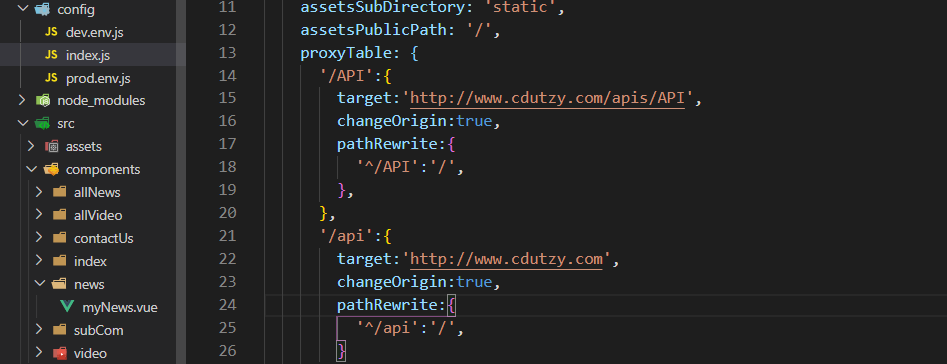 config
dev.env.js
index.js
prod.env.js
node_modules
src
assets
components
allNews
allVideo
contactUs
index
news
myNews.vue
subCom
video
11 assetsSubDirectory: 'static',
12 assetsPublicPath: '/',
13 proxyTable: {
14 '/API':{
15 target:'http://www.cdutzy.com/apis/API',
16 changeOrigin:true,
17 pathRewrite:{
18 '^/API':'/',
19 },
20 },
21 '/api':{
22 target:'http://www.cdutzy.com',
23 changeOrigin:true,
24 pathRewrite:{
25 '^/api':'/',
26 }